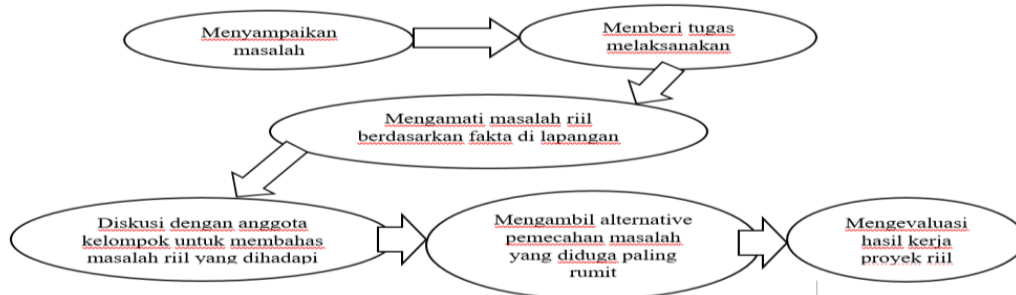 Menyampaikan
masalah
Memberi tugas
melaksanakan
Mengamati masalah riil
berdasarkan fakta di lapangan
Diskusi dengan anggota
kelompok untuk membahas
masalah riil yang dihadapi
Mengambil alternative
pemecahan masalah
yang diduga paling
rumit
Mengevaluasi
hasil kerja
proyek riil